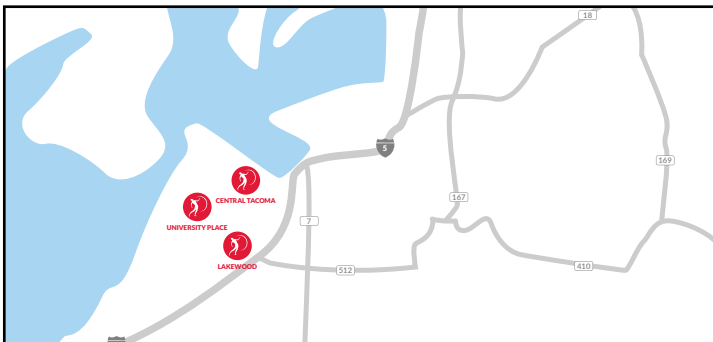 18
5
169
CENTRAL TACOMA
167
UNIVERSITY PLACE
7
LAKEWOOD
512
410